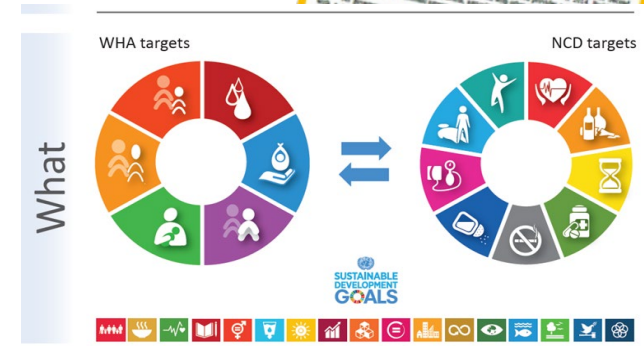 WHA targets
NCD targets
What
SUSTAINABLE
DEVELOPMENT
GOALS